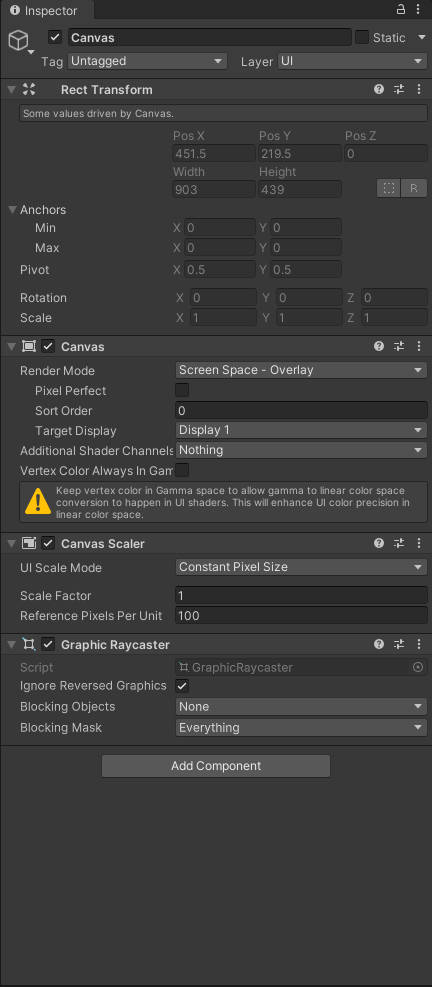 Inspector
Canvas
Static
Tag Untagged Layer UI
Rect Transform
Some values driven by Canvas.
Pos X Pos Y Pos Z
451.5 219.5 0
Width Height
903 439 R
Anchors
Min X 0 Y 0
Max X 0 Y 0
Pivot X 0.5 Y 0.5
Rotation X 0 Y 0 Z 0
Scale X 1 Y 1 Z 1
Canvas
Render Mode Screen Space - Overlay
Pixel Perfect
Sort Order 0
Target Display Display 1
Additional Shader Channels Nothing
Vertex Color Always In Gam
Keep vertex color in Gamma space to allow gamma to linear color space
conversion to happen in UI shaders. This will enhance UI color precision in
linear color space.
Canvas Scaler
UI Scale Mode Constant Pixel Size
Scale Factor 1
Reference Pixels Per Unit 100
Graphic Raycaster
Script GraphicRaycaster
Ignore Reversed Graphics
Blocking Objects None
Blocking Mask Everything
Add Component